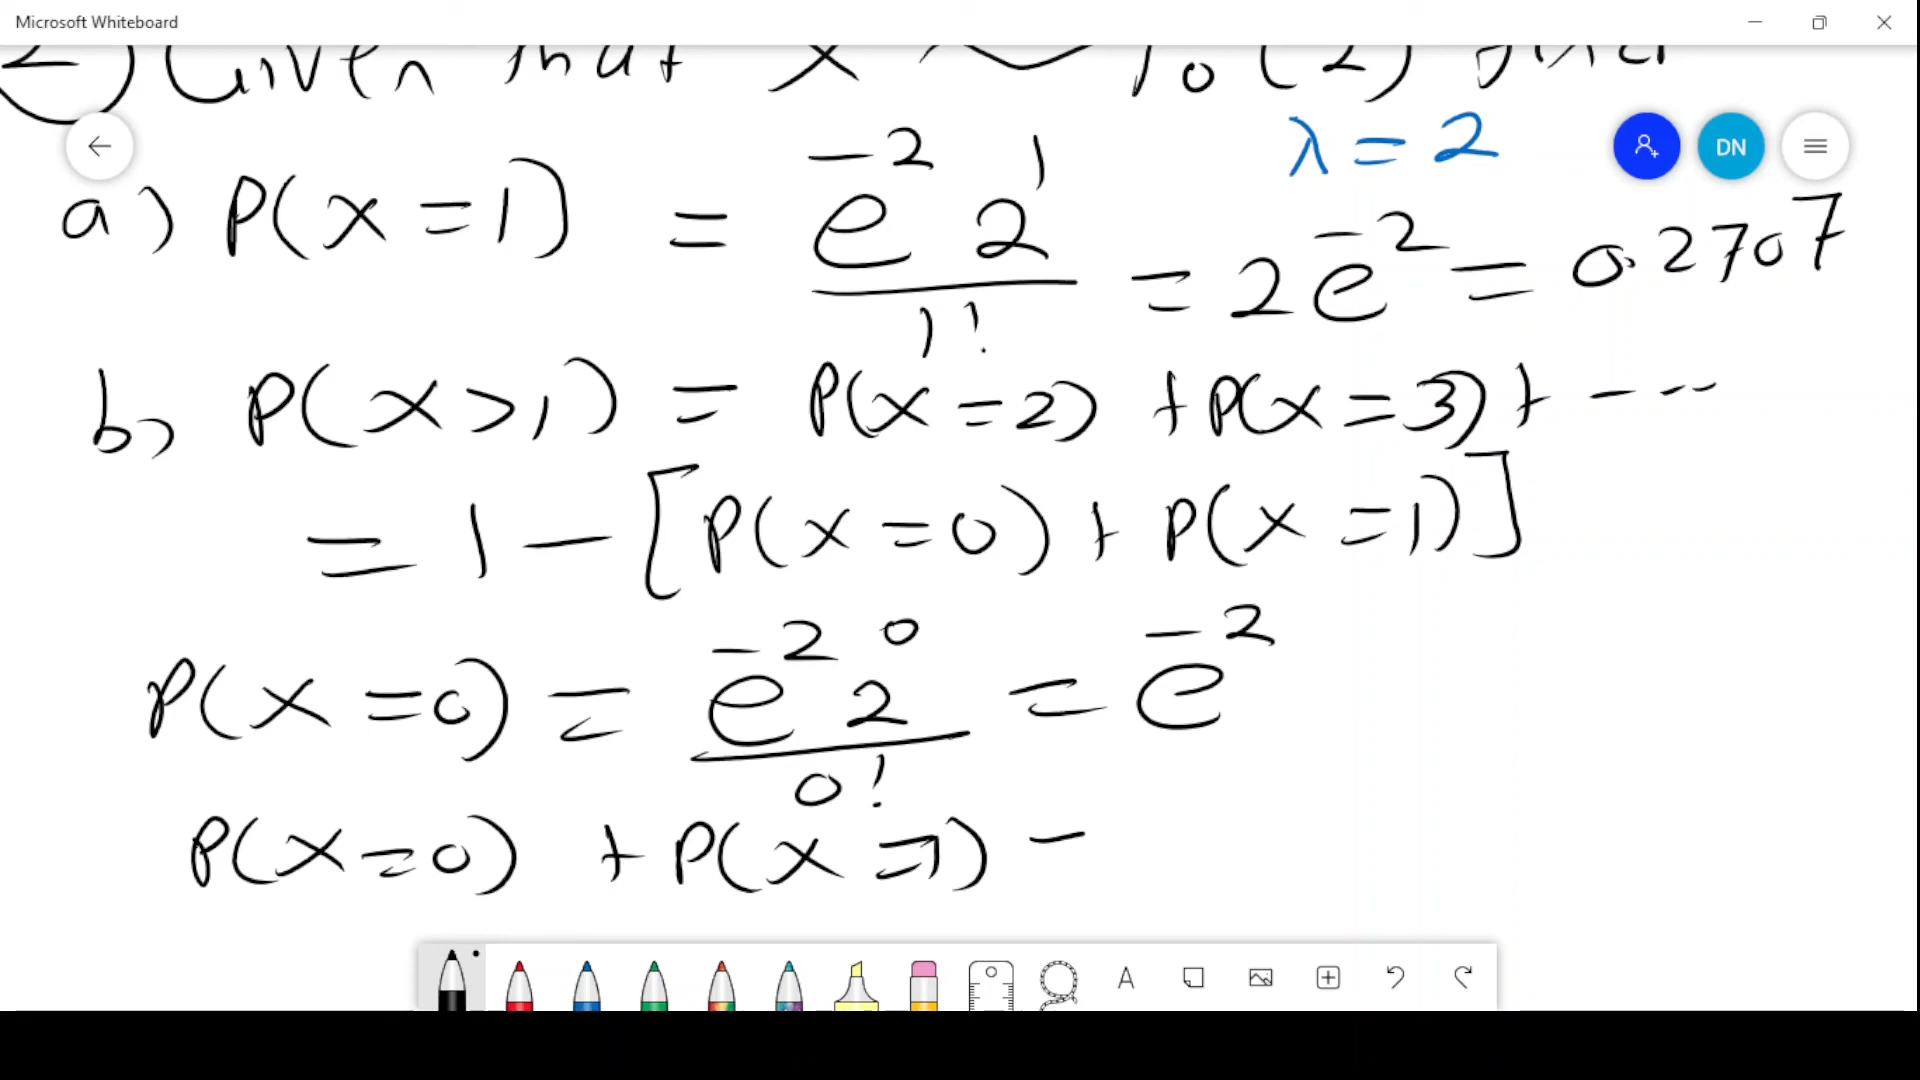 Microsoft Whiteboard
2) Given that X ~ Po(2) find
λ = 2
DN
a) P(X=1) = e^-2 2^1 / 1! = 2e^-2 = 0.2707
b) P(X>1) = P(X=2) + P(X=3) + - - -
= 1 - [P(X=0) + P(X=1)]
P(X=0) = e^-2 2^0 / 0! = e^-2
P(X=0) + P(X=1) -
A